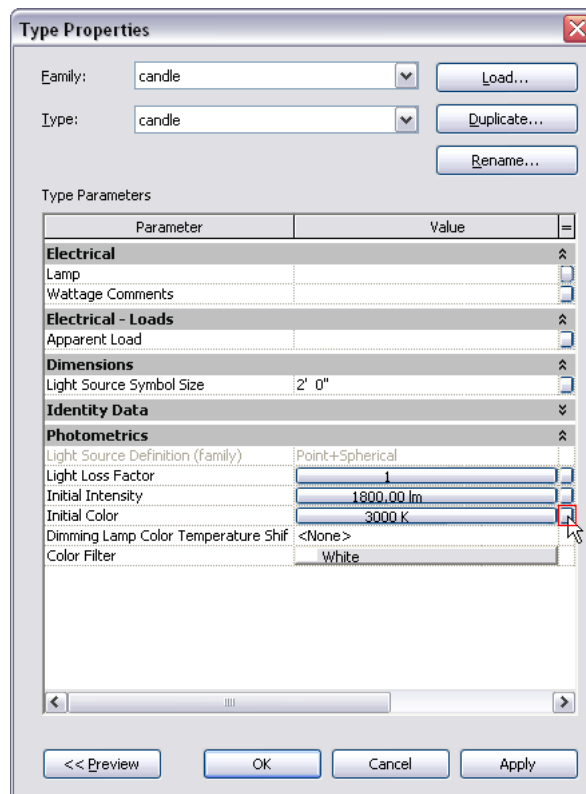 Type Properties
Family: candle Load...
Type: candle Duplicate...
Rename...
Type Parameters
Parameter Value =
Electrical
Lamp
Wattage Comments
Electrical - Loads
Apparent Load
Dimensions
Light Source Symbol Size 2' 0"
Identity Data
Photometrics
Light Source Definition (family) Point+Spherical
Light Loss Factor 1
Initial Intensity 1800.00 lm
Initial Color 3000 K
Dimming Lamp Color Temperature Shif <None>
Color Filter White
<< Preview OK Cancel Apply